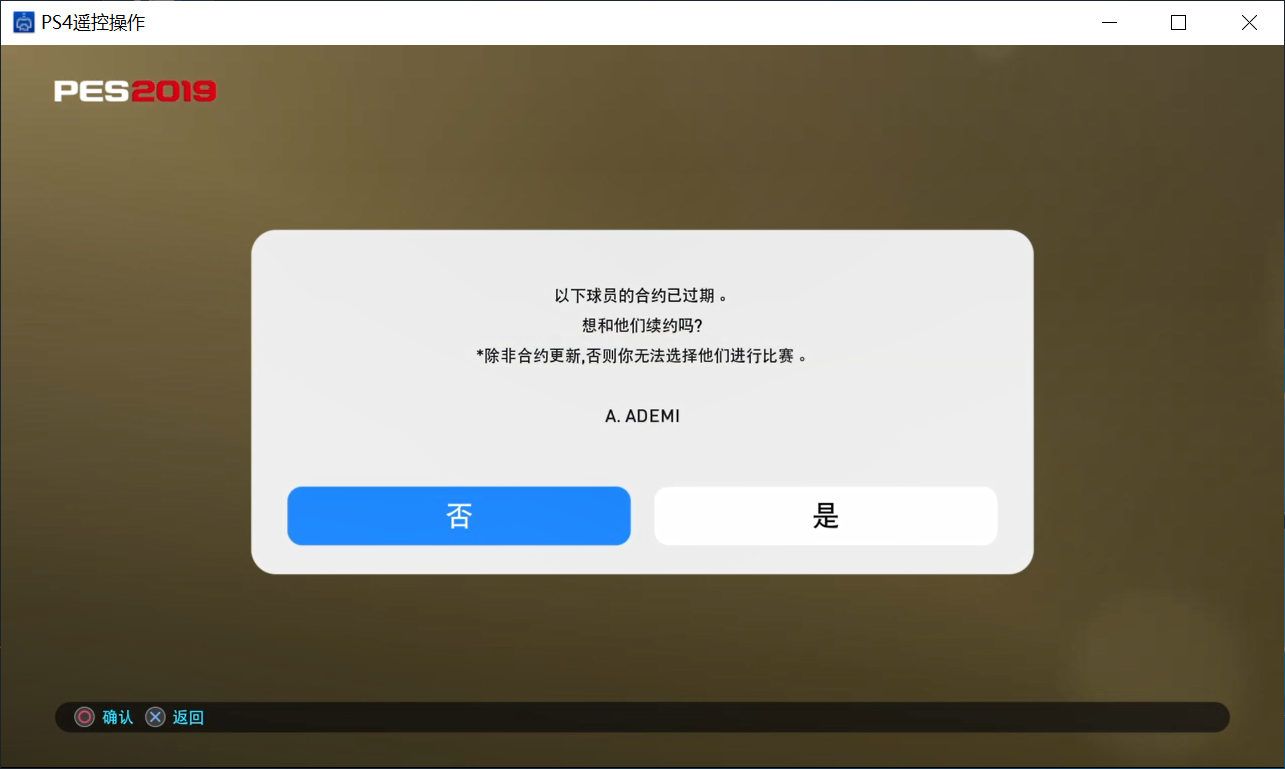 PS4遥控操作
PES2019
以下球员的合约已过期。
想和他们续约吗?
*除非合约更新,否则你无法选择他们进行比赛。
A. ADEMI
否
是
确认 返回